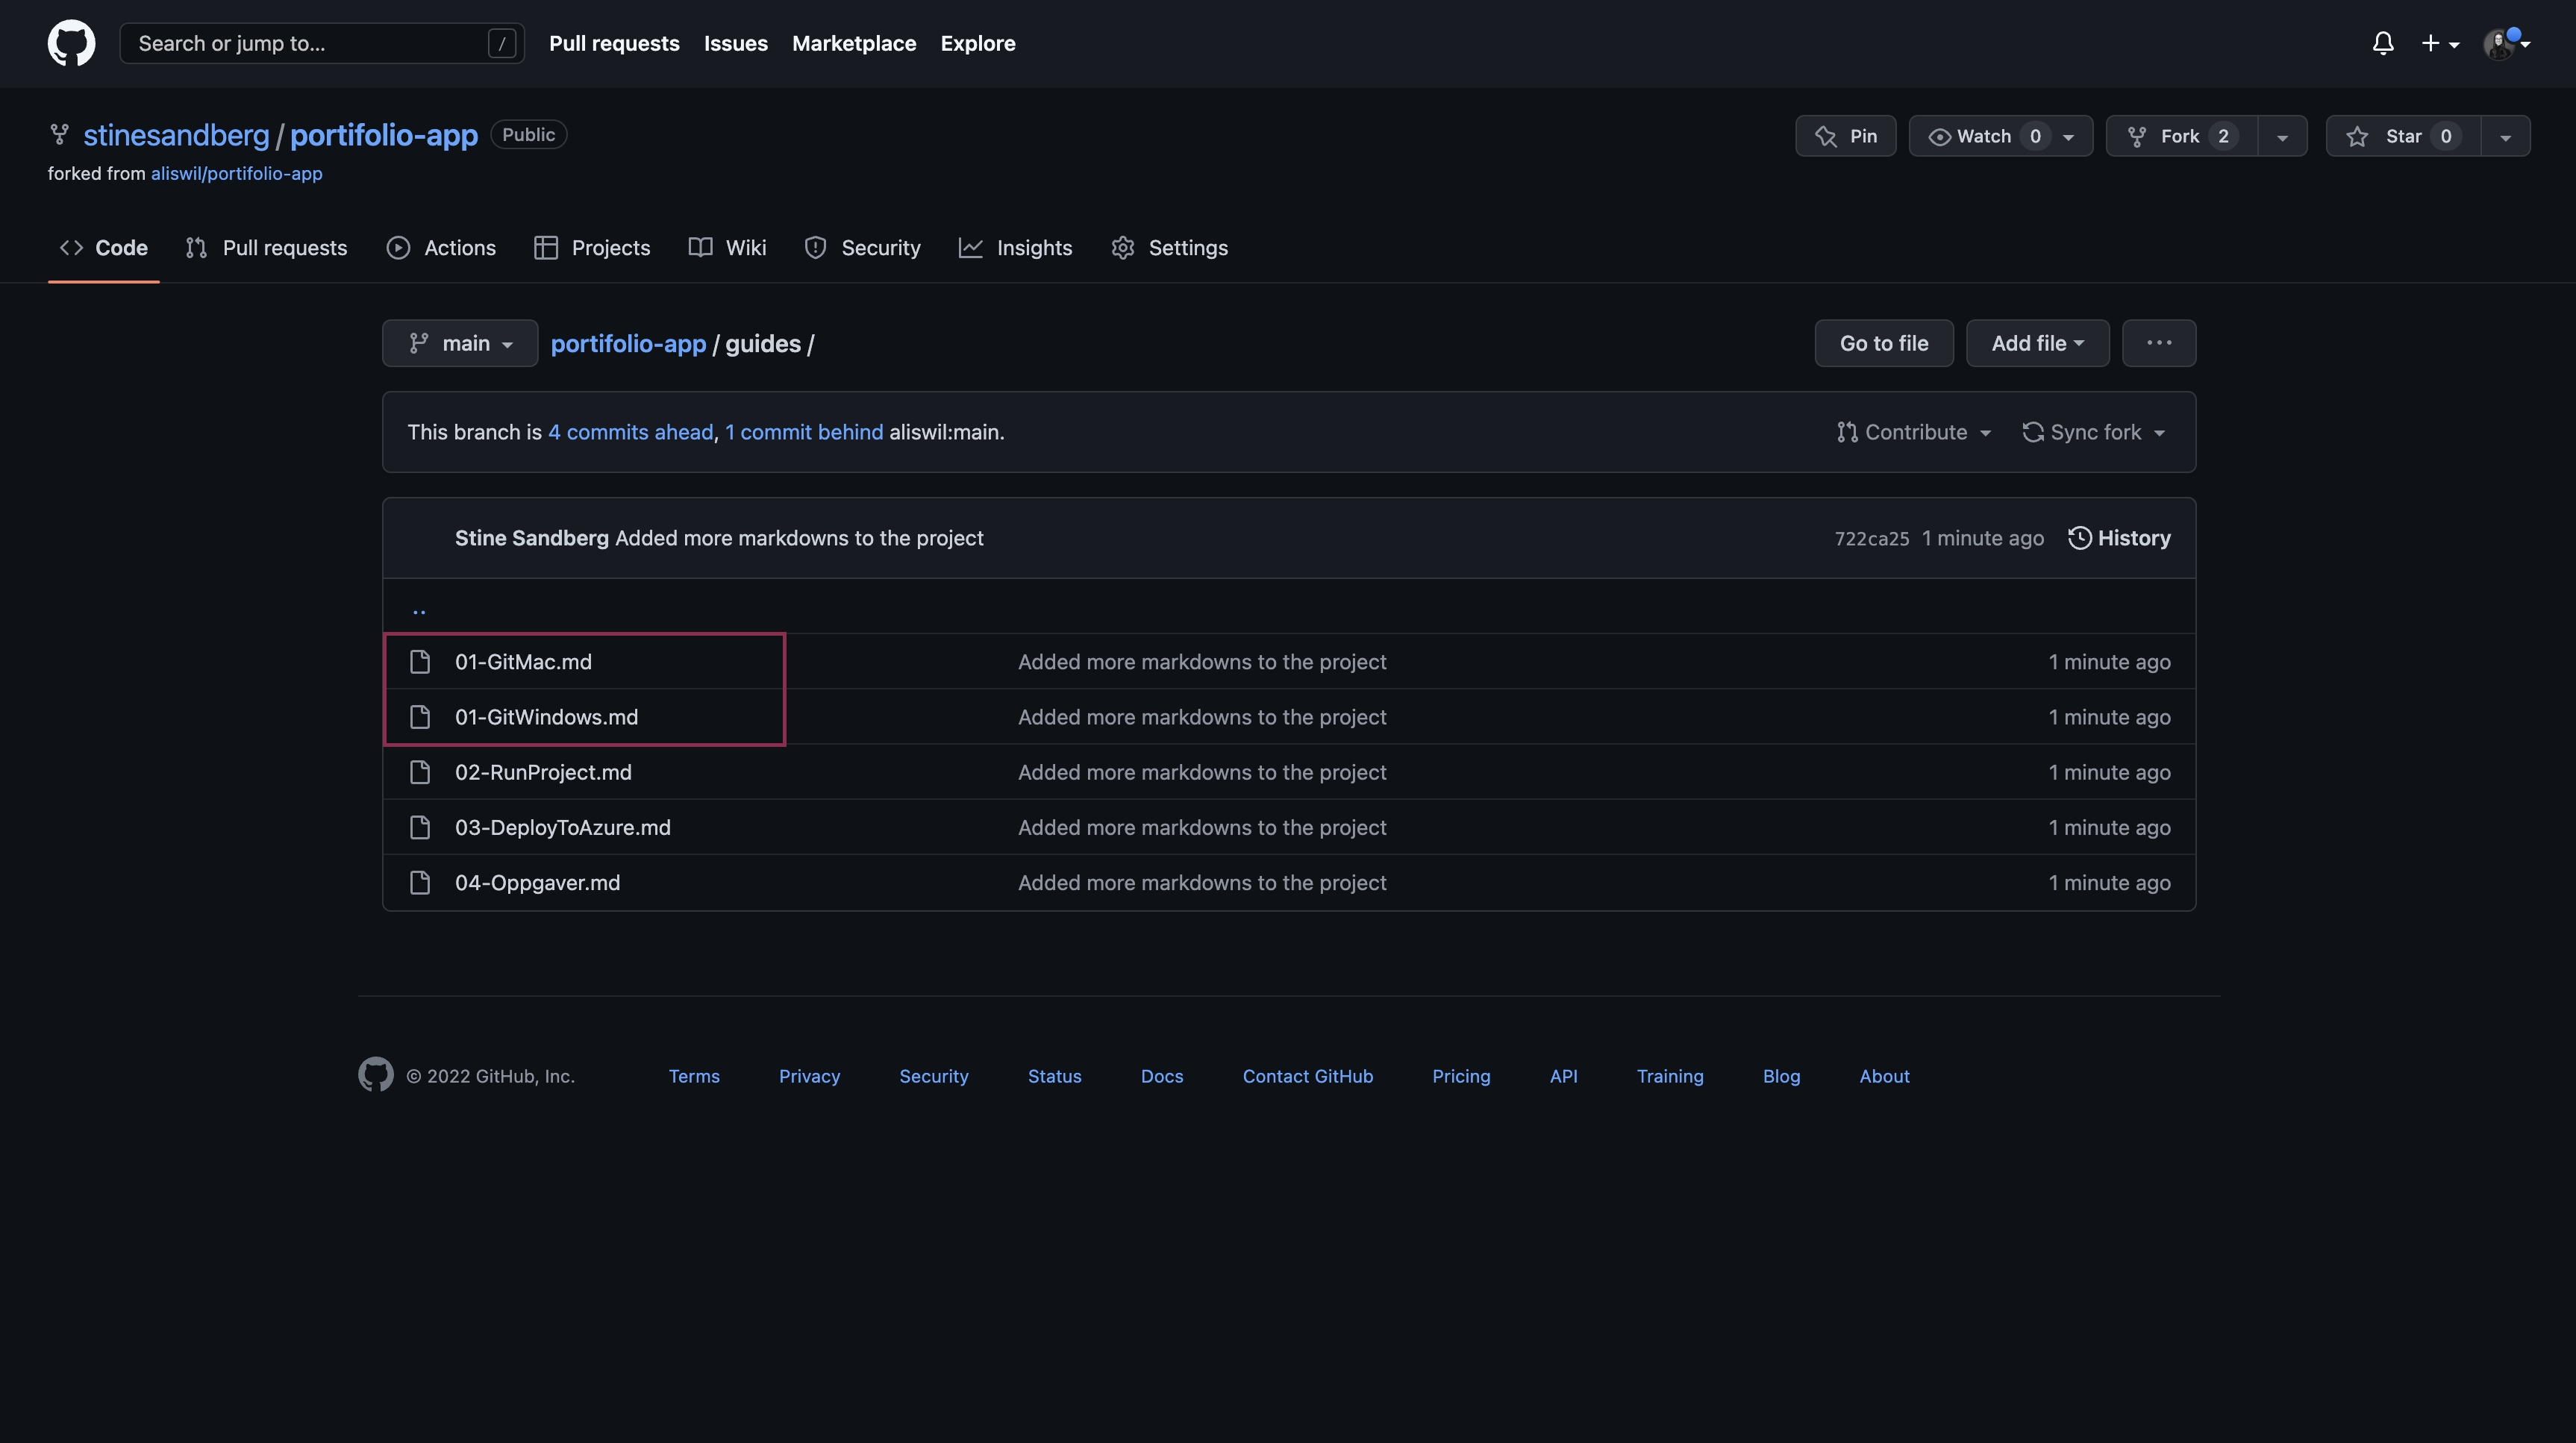 Search or jump to... / Pull requests Issues Marketplace Explore
stinesandberg / portifolio-app Public Pin Watch 0 Fork 2 Star 0
forked from aliswil/portifolio-app
Code Pull requests Actions Projects Wiki Security Insights Settings
main portifolio-app / guides / Go to file Add file ...
This branch is 4 commits ahead, 1 commit behind aliswil:main. Contribute Sync fork
Stine Sandberg Added more markdowns to the project 722ca25 1 minute ago History
..
01-GitMac.md Added more markdowns to the project 1 minute ago
01-GitWindows.md Added more markdowns to the project 1 minute ago
02-RunProject.md Added more markdowns to the project 1 minute ago
03-DeployToAzure.md Added more markdowns to the project 1 minute ago
04-Oppgaver.md Added more markdowns to the project 1 minute ago
© 2022 GitHub, Inc. Terms Privacy Security Status Docs Contact GitHub Pricing API Training Blog About